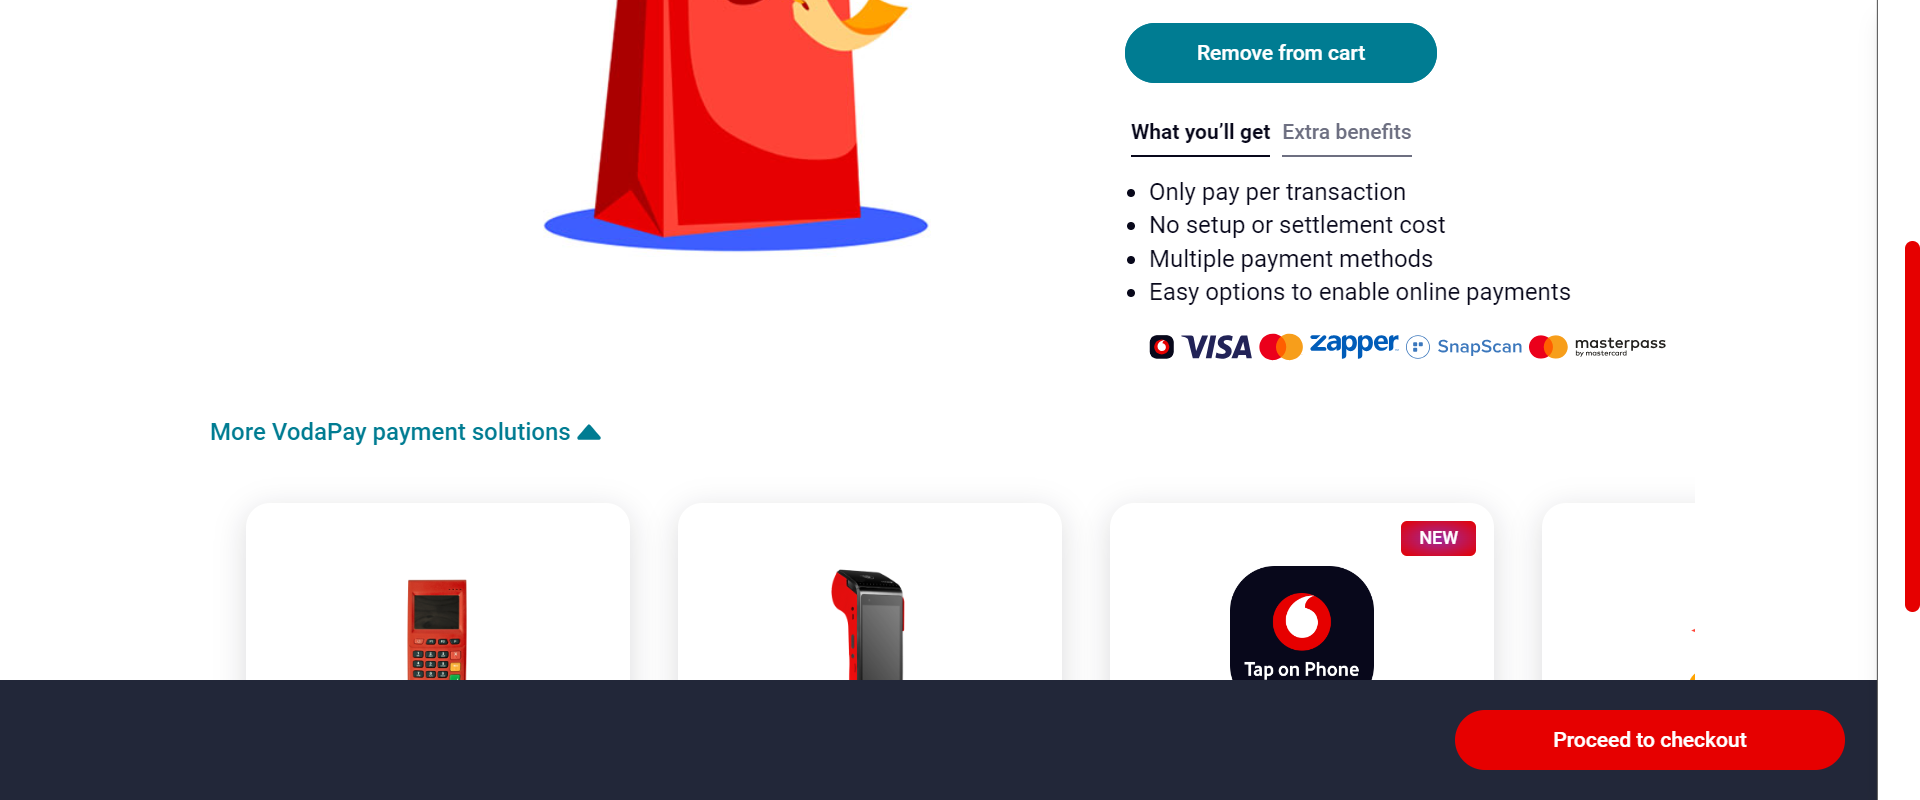 Remove from cart
What you’ll get Extra benefits
Only pay per transaction
No setup or settlement cost
Multiple payment methods
Easy options to enable online payments
VISA zapper SnapScan masterpass
by mastercard
More VodaPay payment solutions
NEW
Tap on Phone
Proceed to checkout